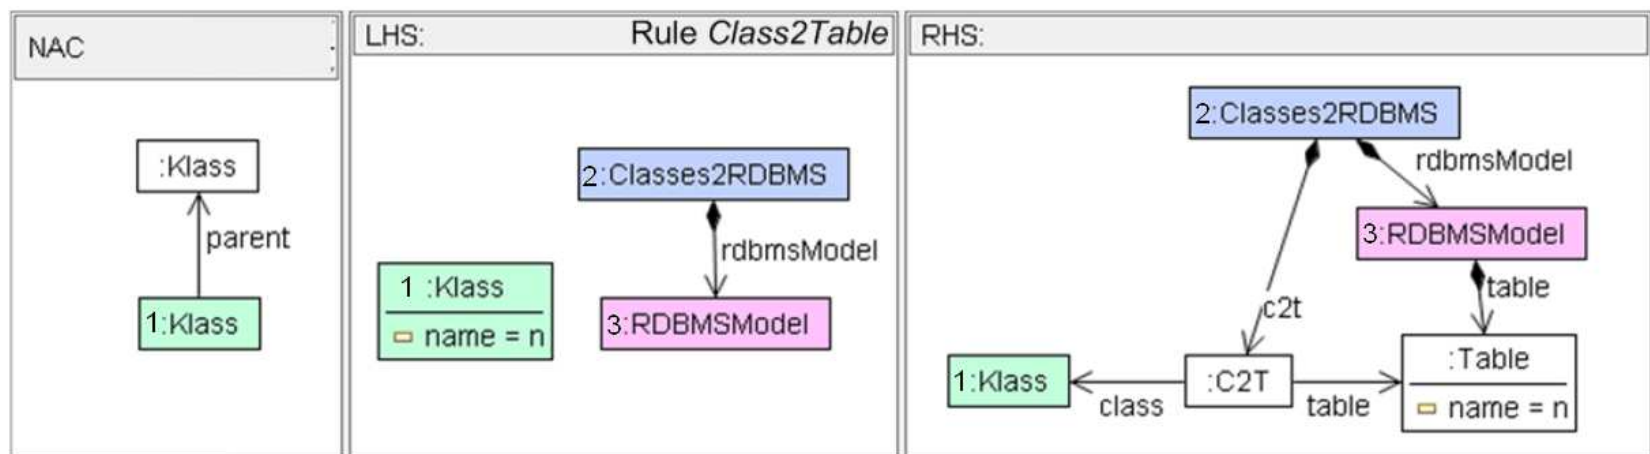 NAC
:Klass
parent
1:Klass
LHS:
Rule Class2Table
2:Classes2RDBMS
rdbmsModel
1 :Klass
name = n
3:RDBMSModel
RHS:
2:Classes2RDBMS
rdbmsModel
3:RDBMSModel
table
c2t
:Table
name = n
1:Klass
class
:C2T
table